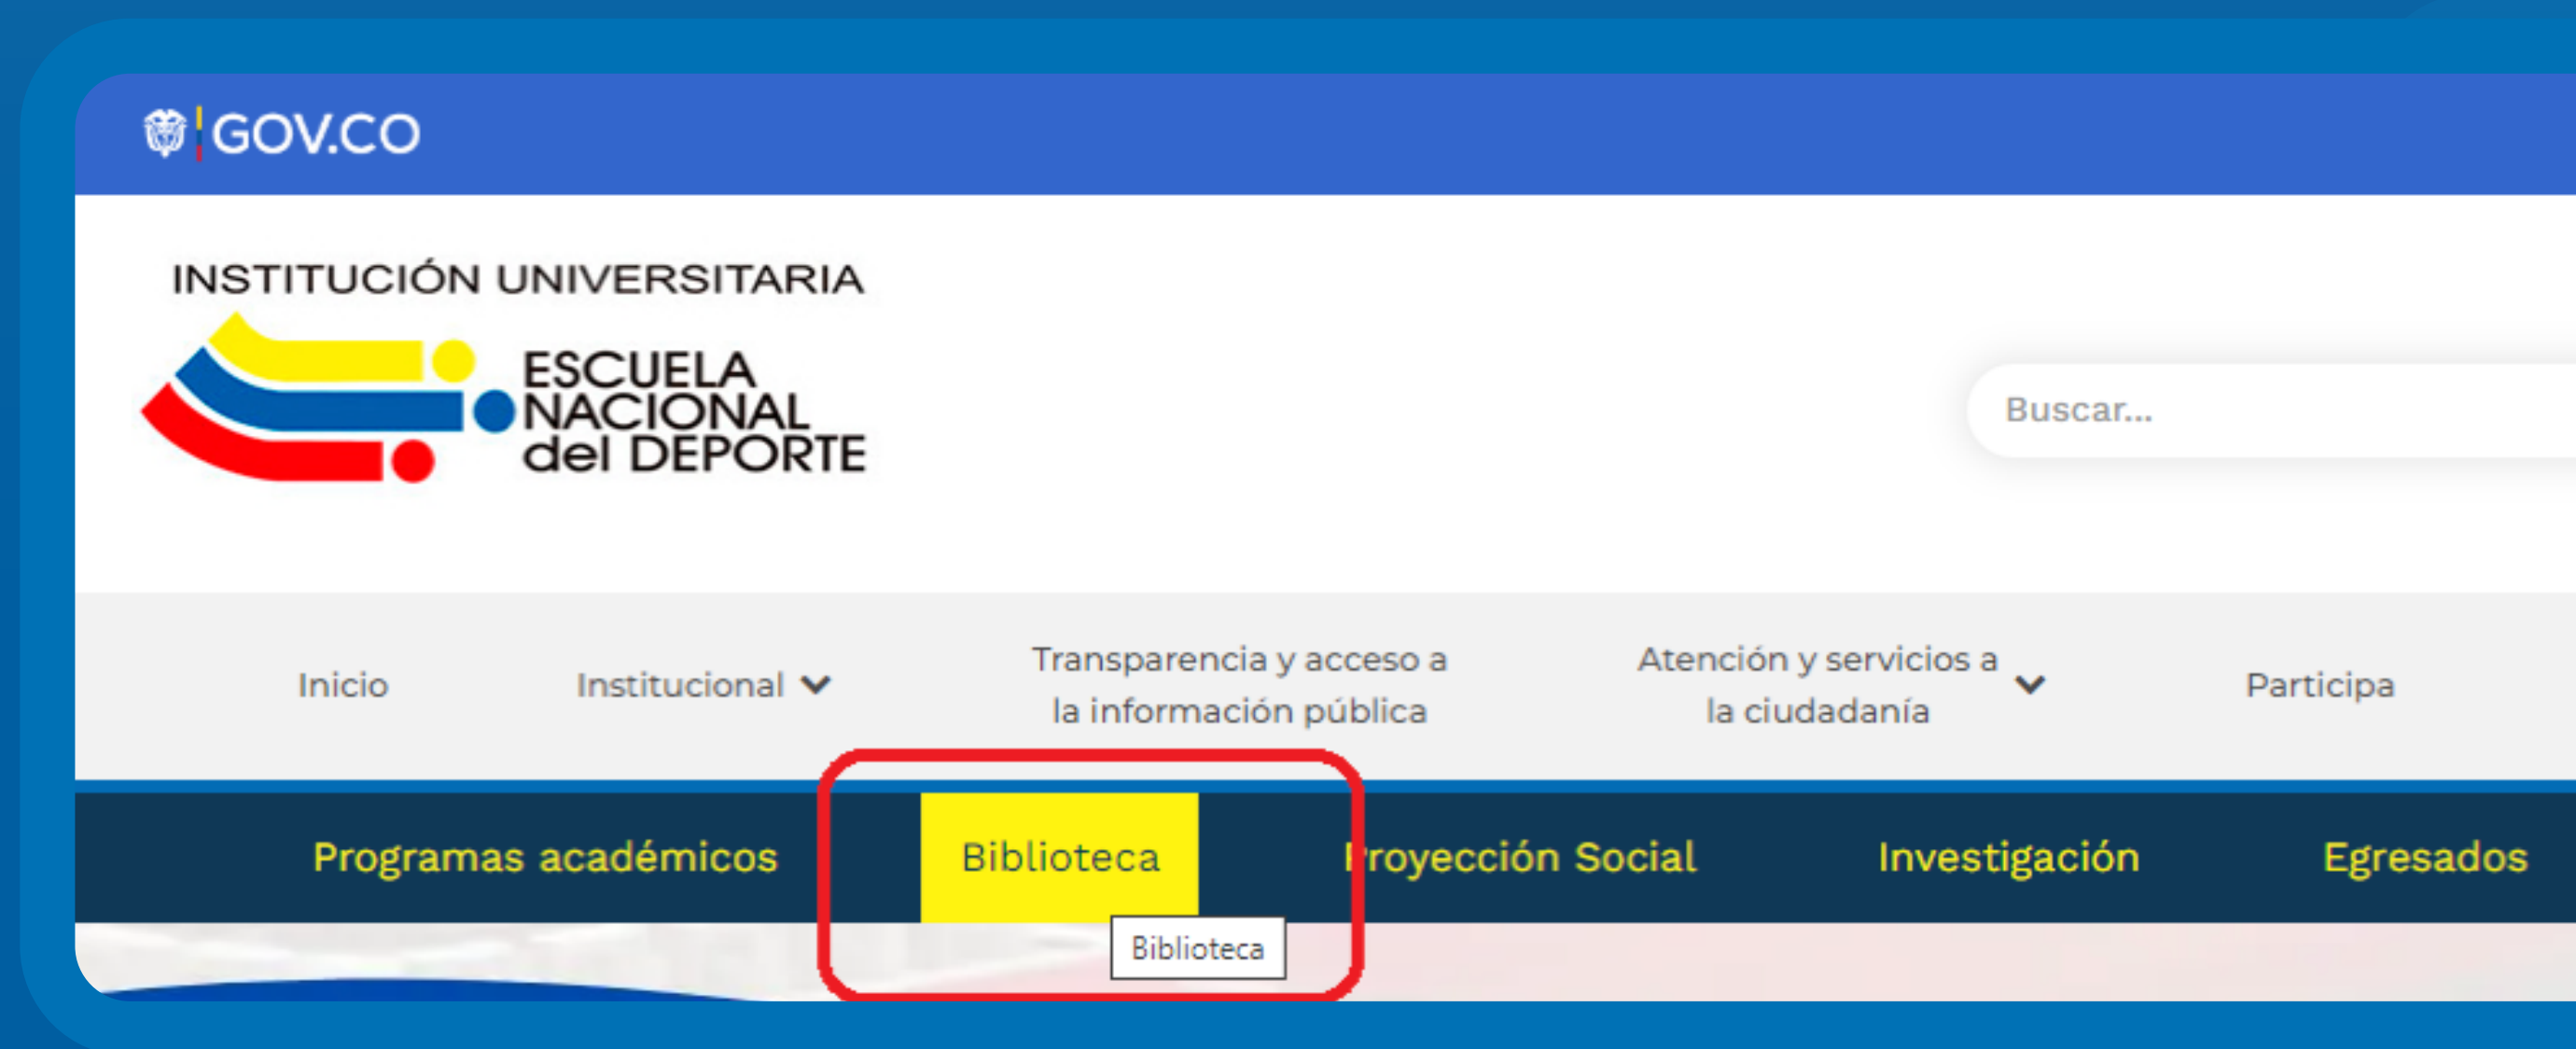 GOV.CO
INSTITUCIÓN UNIVERSITARIA
ESCUELA
NACIONAL
del DEPORTE
Buscar...
Inicio
Institucional
Transparencia y acceso a
la información pública
Atención y servicios a
la ciudadanía
Participa
Programas académicos
Biblioteca
Proyección Social
Investigación
Egresados
Biblioteca